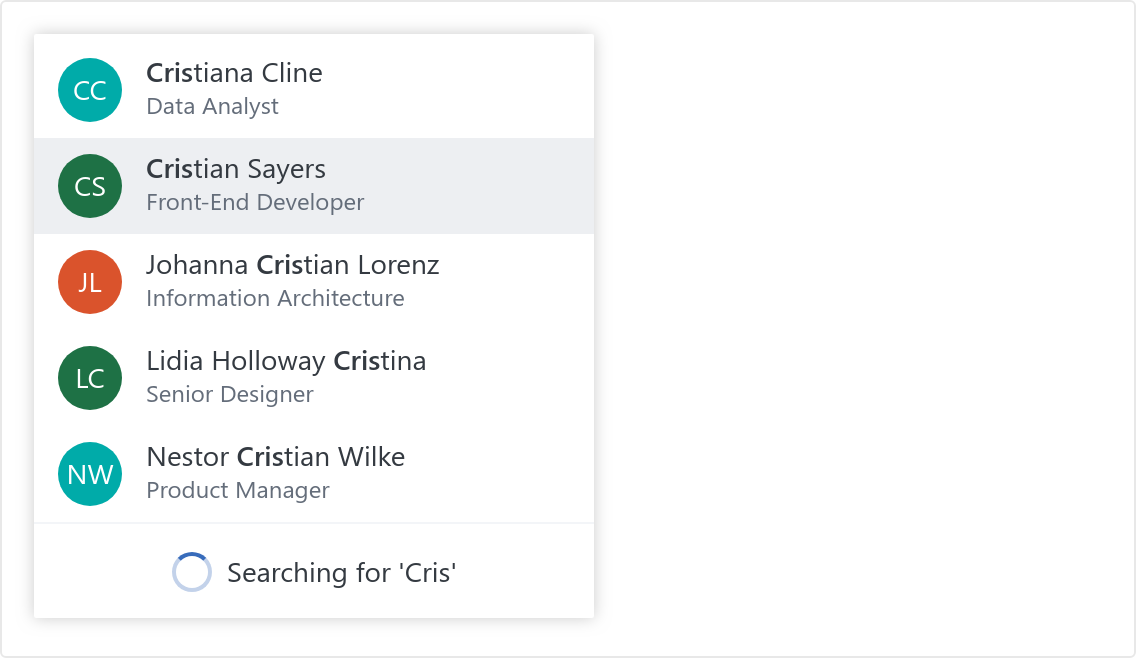 CC
Cristiana Cline
Data Analyst
CS
Cristian Sayers
Front-End Developer
JL
Johanna Cristian Lorenz
Information Architecture
LC
Lidia Holloway Cristina
Senior Designer
NW
Nestor Cristian Wilke
Product Manager
Searching for 'Cris'